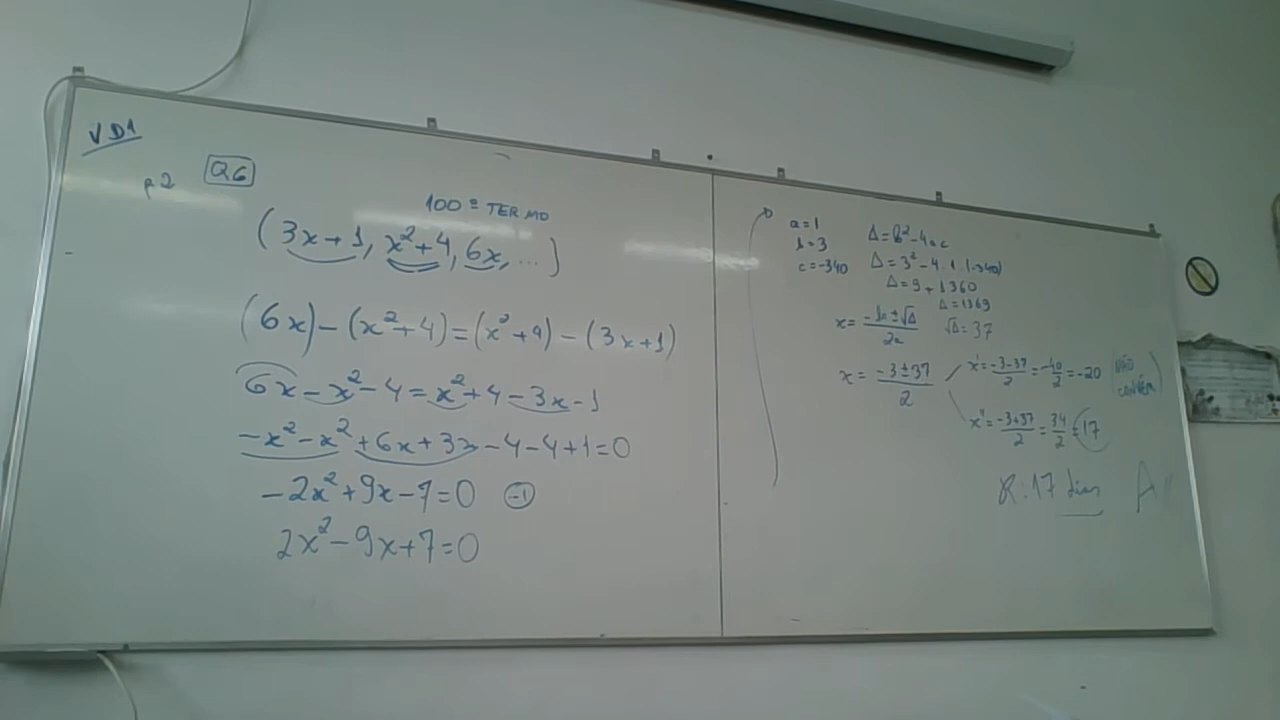 VD1
p2 Q6
100º TERMO
(3x+1, x²+4, 6x, ...)
(6x)-(x²+4)=(x²+4)-(3x+1)
6x-x²-4=x²+4-3x-1
-x²-x²+6x+3x-4-4+1=0
-2x²+9x-7=0 (-1)
2x²-9x+7=0
a=1
b=3
c=-340
Δ=b²-4ac
Δ=3²-4.1.(-340)
Δ=9+1360
Δ=1369
√Δ=37
x=-b±√Δ/2a
x=-3±37/2
x'=-3-37/2=-40/2=-20 (NÃO CONVÉM)
x''=-3+37/2=34/2=17
R:17 dias